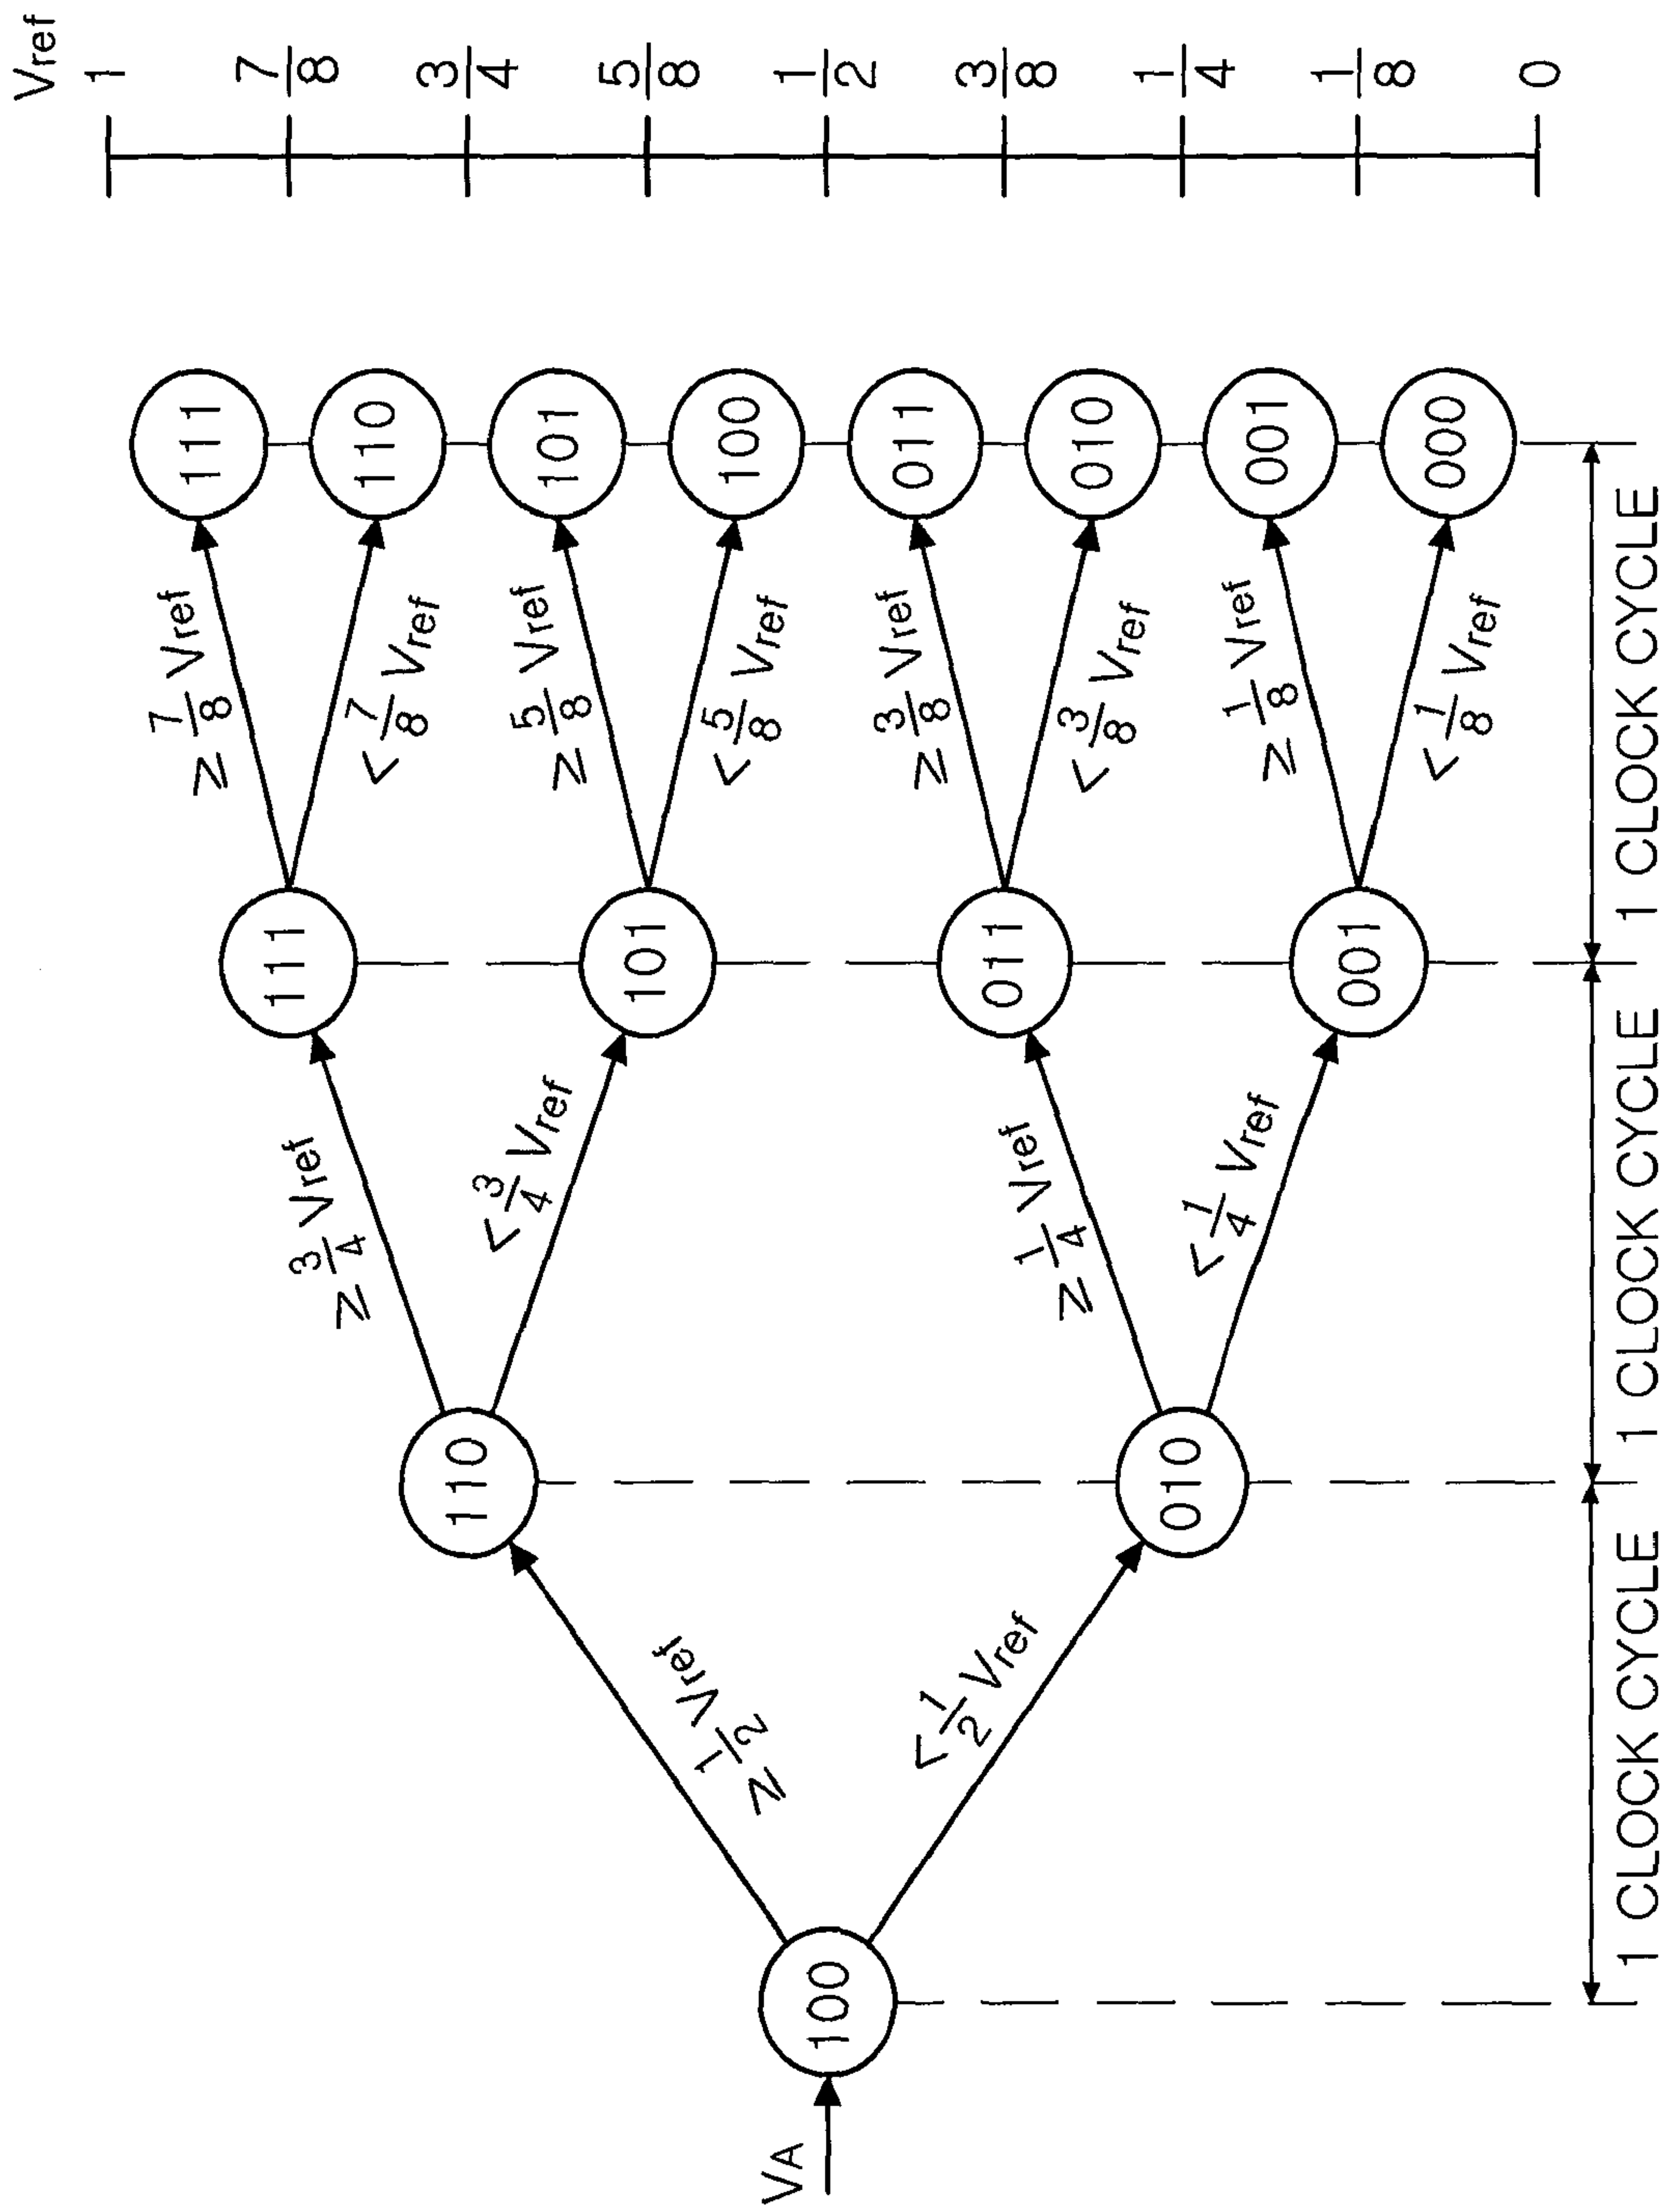 VA
100
≥ 1/2 Vref
< 1/2 Vref
110
010
≥ 3/4 Vref
< 3/4 Vref
≥ 1/4 Vref
< 1/4 Vref
111
101
011
001
≥ 7/8 Vref
< 7/8 Vref
≥ 5/8 Vref
< 5/8 Vref
≥ 3/8 Vref
< 3/8 Vref
≥ 1/8 Vref
< 1/8 Vref
111
110
101
100
011
010
001
000
Vref
1
7/8
3/4
5/8
1/2
3/8
1/4
1/8
0
1 CLOCK CYCLE
1 CLOCK CYCLE
1 CLOCK CYCLE